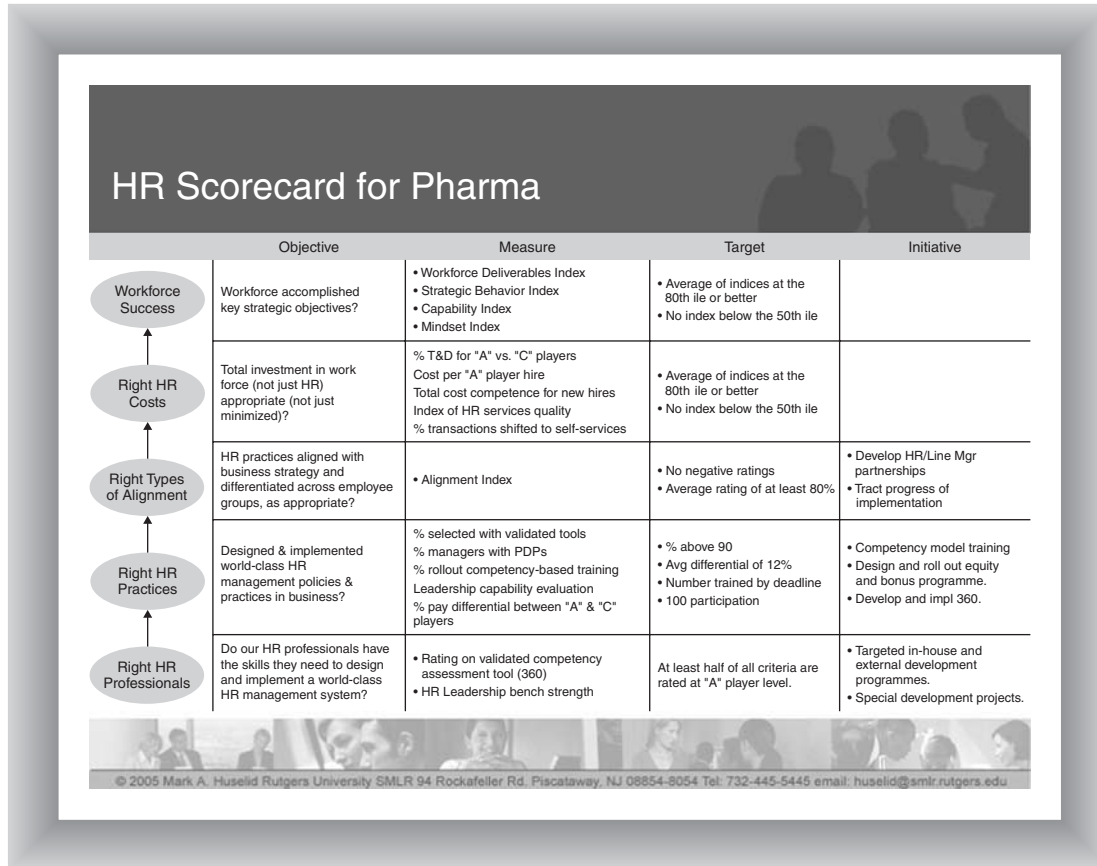 HR Scorecard for Pharma
Objective Measure Target Initiative
Workforce
Success
Workforce accomplished
key strategic objectives?
• Workforce Deliverables Index
• Strategic Behavior Index
• Capability Index
• Mindset Index
• Average of indices at the
80th ile or better
• No index below the 50th ile
Right HR
Costs
Total investment in work
force (not just HR)
appropriate (not just
minimized)?
% T&D for "A" vs. "C" players
Cost per "A" player hire
Total cost competence for new hires
Index of HR services quality
% transactions shifted to self-services
• Average of indices at the
80th ile or better
• No index below the 50th ile
Right Types
of Alignment
HR practices aligned with
business strategy and
differentiated across employee
groups, as appropriate?
• Alignment Index
• No negative ratings
• Average rating of at least 80%
• Develop HR/Line Mgr
partnerships
• Tract progress of
implementation
Right HR
Practices
Designed & implemented
world-class HR
management policies &
practices in business?
% selected with validated tools
% managers with PDPs
% rollout competency-based training
Leadership capability evaluation
% pay differential between "A" & "C"
players
• % above 90
• Avg differential of 12%
• Number trained by deadline
• 100 participation
• Competency model training
• Design and roll out equity
and bonus programme.
• Develop and impl 360.
Right HR
Professionals
Do our HR professionals have
the skills they need to design
and implement a world-class
HR management system?
• Rating on validated competency
assessment tool (360)
• HR Leadership bench strength
At least half of all criteria are
rated at "A" player level.
• Targeted in-house and
external development
programmes.
• Special development projects.
© 2005 Mark A. Huselid Rutgers University SMLR 94 Rockafeller Rd. Piscataway, NJ 08854-8054 Tel: 732-445-5445 email: huselid@smlr.rutgers.edu